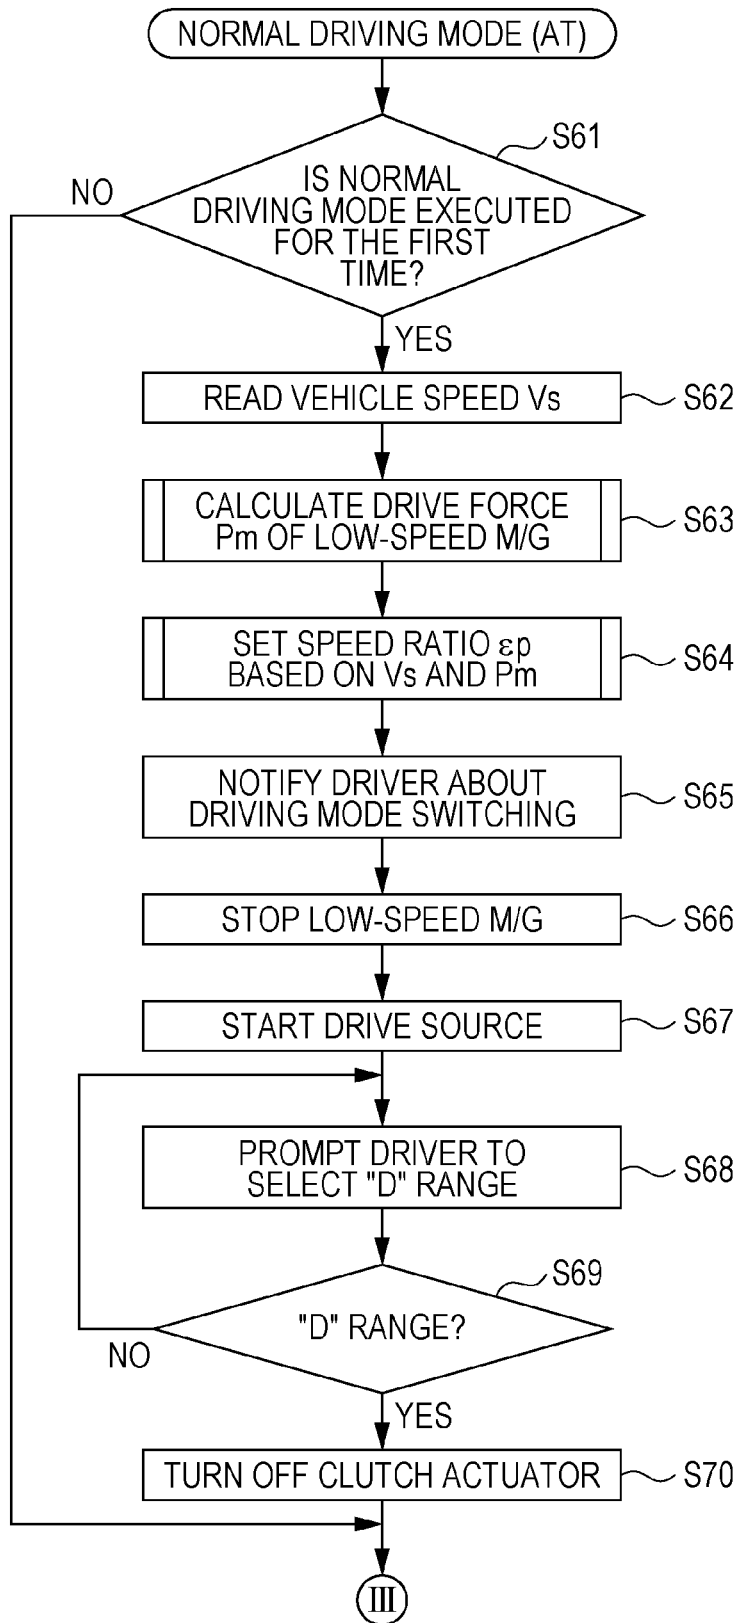 NORMAL DRIVING MODE (AT)
S61
IS NORMAL
DRIVING MODE EXECUTED
FOR THE FIRST
TIME?
NO
YES
READ VEHICLE SPEED Vs
S62
CALCULATE DRIVE FORCE
Pm OF LOW-SPEED M/G
S63
SET SPEED RATIO εp
BASED ON Vs AND Pm
S64
NOTIFY DRIVER ABOUT
DRIVING MODE SWITCHING
S65
STOP LOW-SPEED M/G
S66
START DRIVE SOURCE
S67
PROMPT DRIVER TO
SELECT "D" RANGE
S68
S69
"D" RANGE?
NO
YES
TURN OFF CLUTCH ACTUATOR
S70
III